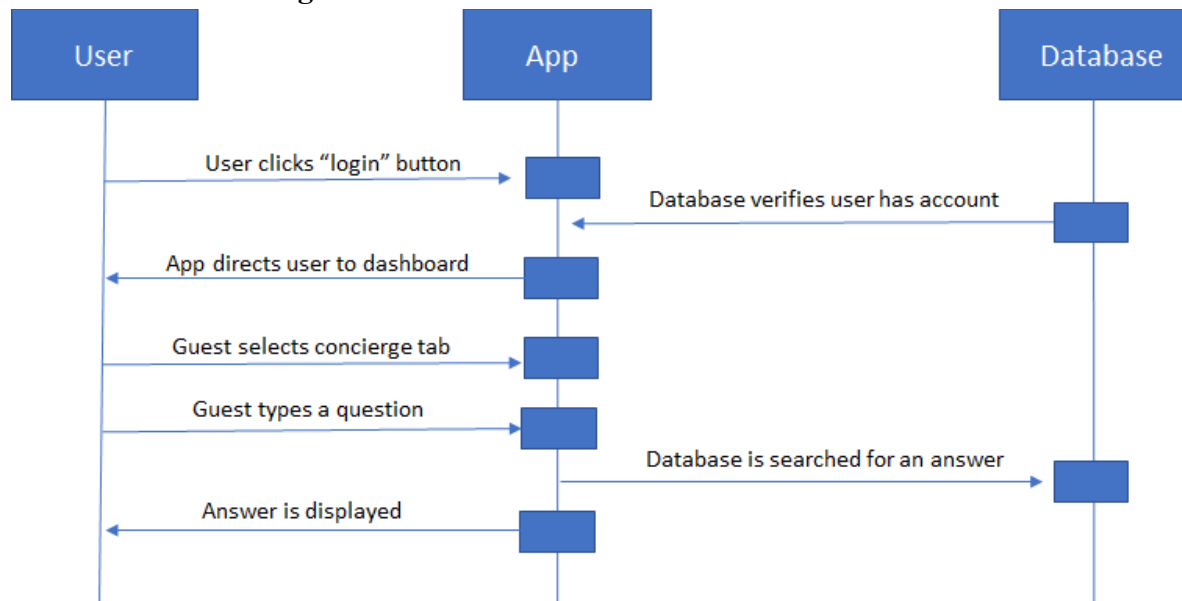 User
App
Database
User clicks “login” button
Database verifies user has account
App directs user to dashboard
Guest selects concierge tab
Guest types a question
Database is searched for an answer
Answer is displayed